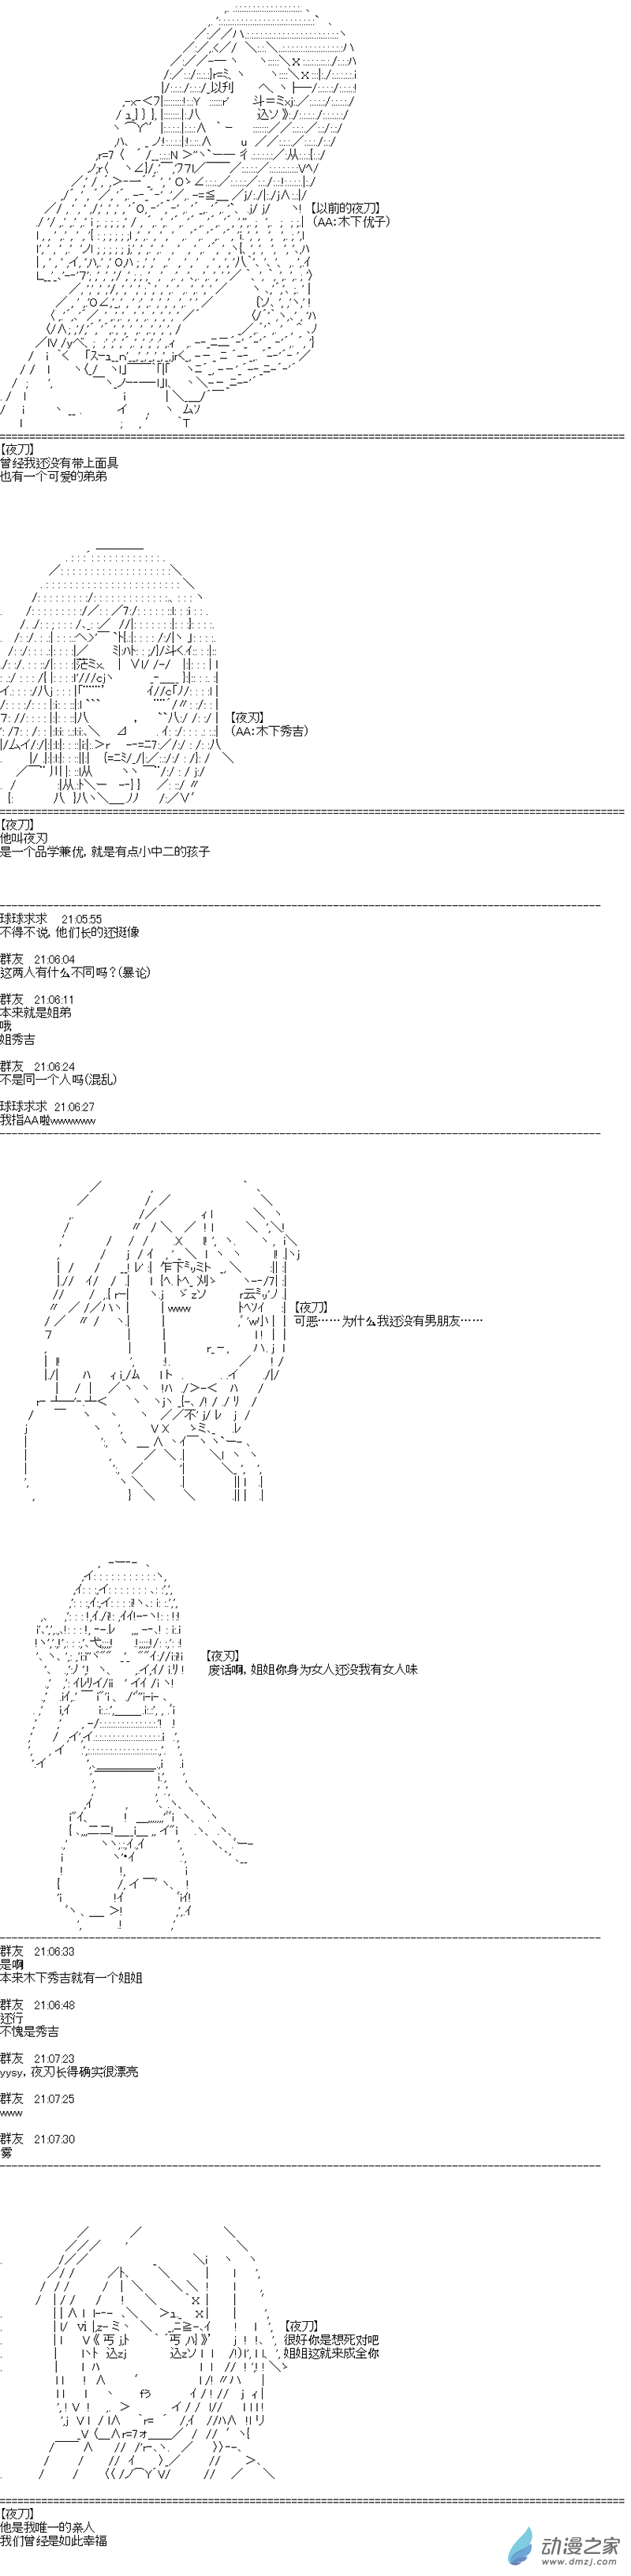 【以前的夜刀】
（AA：木下优子）
【夜刀】
曾经我还没有带上面具
也有一个可爱的弟弟
【夜刃】
（AA：木下秀吉）
【夜刀】
他叫夜刃
是一个品学兼优，就是有点小中二的孩子
球球求求 21:05:55
不得不说，他们长的还挺像
群友 21:06:04
这两人有什么不同吗？（暴论）
群友 21:06:11
本来就是姐弟
哦
姐秀吉
群友 21:06:24
不是同一个人吗（混乱）
球球求求 21:06:27
我指AA啦wwwwww
【夜刀】
可恶……为什么我还没有男朋友……
【夜刃】
废话啊，姐姐你身为女人还没我有女人味
群友 21:06:33
是啊
本来木下秀吉就有一个姐姐
群友 21:06:48
还行
不愧是秀吉
群友 21:07:23
yysy，夜刃长得确实很漂亮
群友 21:07:25
www
群友 21:07:30
雾
【夜刀】
很好你是想死对吧
姐姐这就来成全你
【夜刀】
他是我唯一的亲人
我们曾经是如此幸福
动漫之家
www.dmzj.com